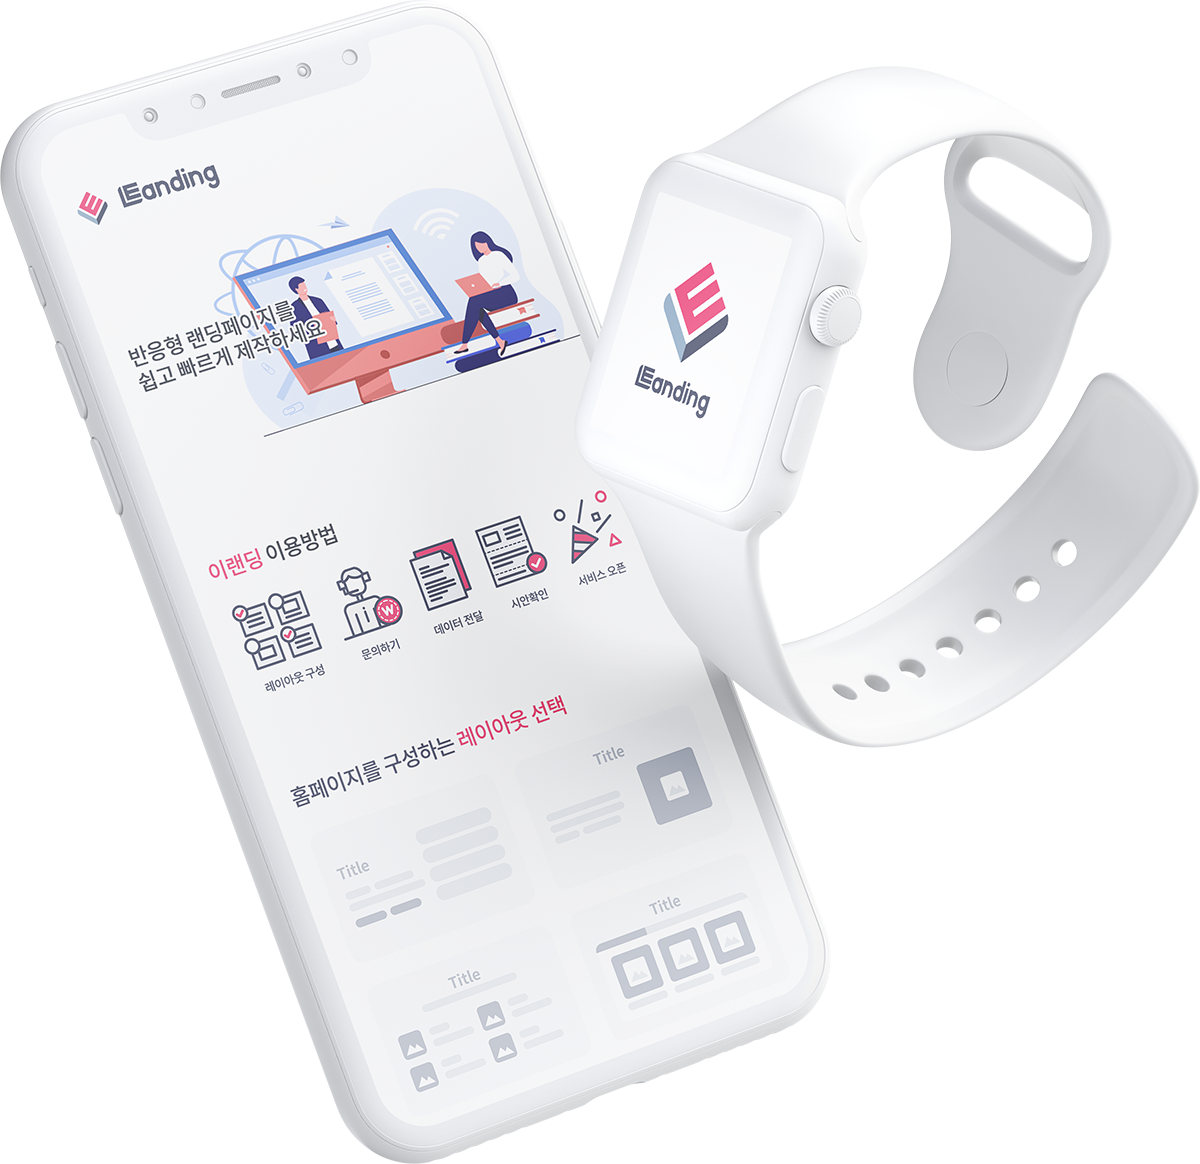 Eanding
반응형 랜딩페이지를
쉽고 빠르게 제작하세요
이랜딩 이용방법
레이아웃 구성
문의하기
데이터 전달
시안확인
서비스 오픈
홈페이지를 구성하는 레이아웃 선택
Title
Title
Title
Title
Eanding